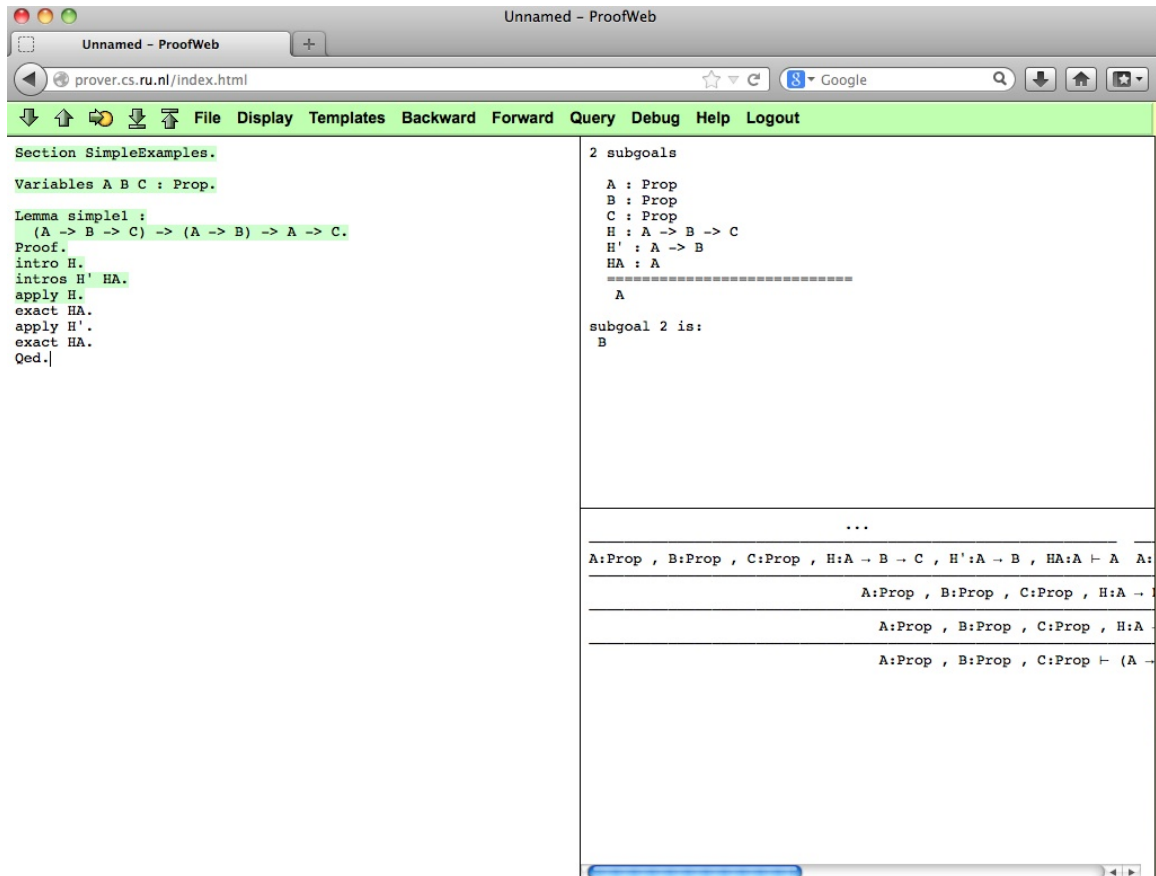 Unnamed – ProofWeb
Unnamed – ProofWeb +
prover.cs.ru.nl/index.html Google
File Display Templates Backward Forward Query Debug Help Logout
Section SimpleExamples.
Variables A B C : Prop.
Lemma simple1 :
(A -> B -> C) -> (A -> B) -> A -> C.
Proof.
intro H.
intros H' HA.
apply H.
exact HA.
apply H'.
exact HA.
Qed.
2 subgoals
A : Prop
B : Prop
C : Prop
H : A -> B -> C
H' : A -> B
HA : A
============================
A
subgoal 2 is:
B
...
A:Prop , B:Prop , C:Prop , H:A → B → C , H':A → B , HA:A ⊢ A A:
A:Prop , B:Prop , C:Prop , H:A →
A:Prop , B:Prop , C:Prop , H:A
A:Prop , B:Prop , C:Prop ⊢ (A →